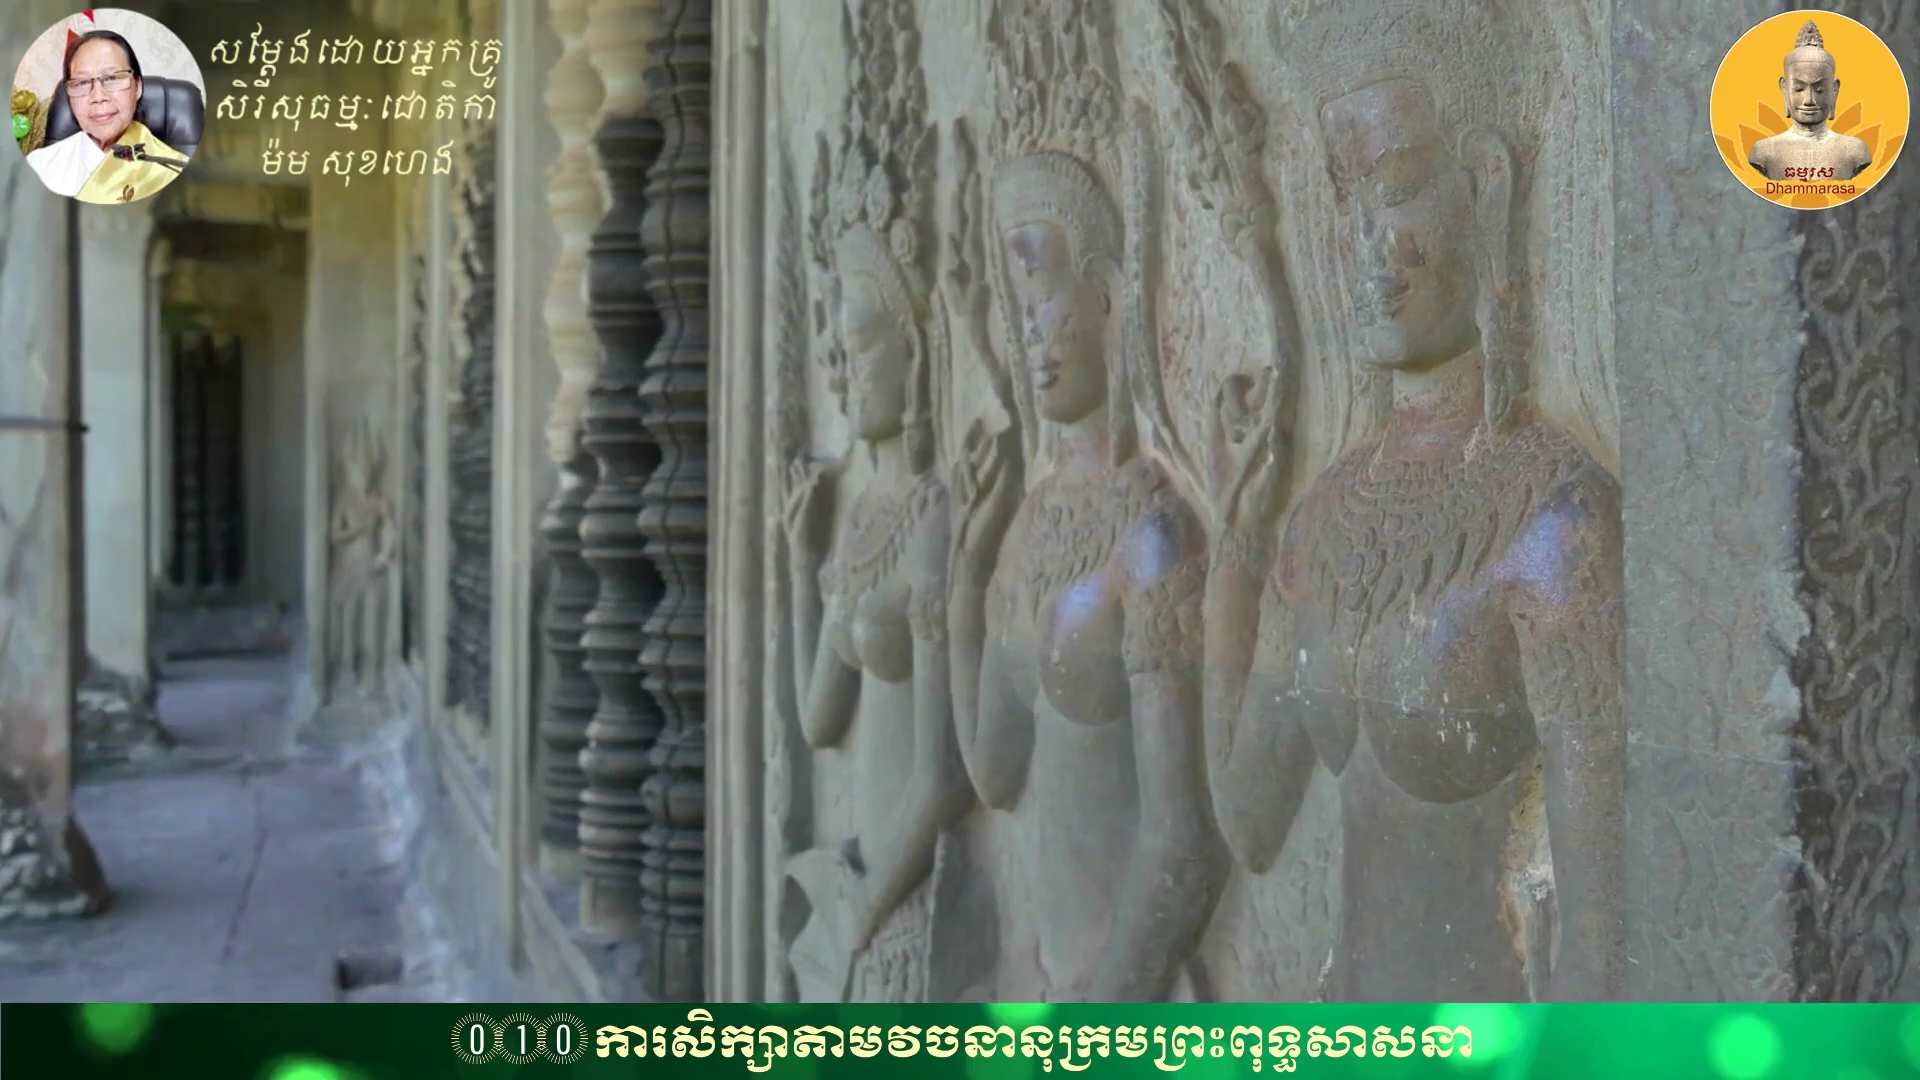 សម្ដែងដោយអ្នកគ្រូ
សិរីសុធម្មៈជោតិកា
ម៉ម សុខហេង
ធម្មរស
Dhammarasa
010 ការសិក្សាតាមវចនានុក្រមព្រះពុទ្ធសាសនា